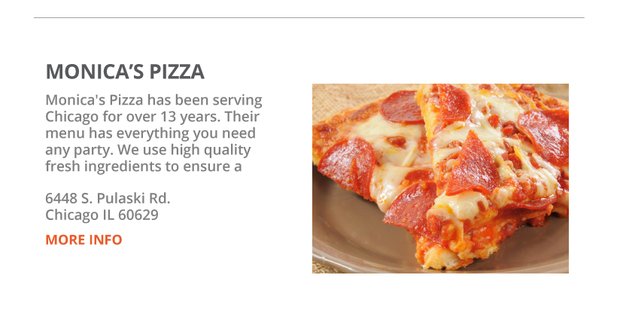 MONICA’S PIZZA
Monica's Pizza has been serving
Chicago for over 13 years. Their
menu has everything you need
any party. We use high quality
fresh ingredients to ensure a
6448 S. Pulaski Rd.
Chicago IL 60629
MORE INFO